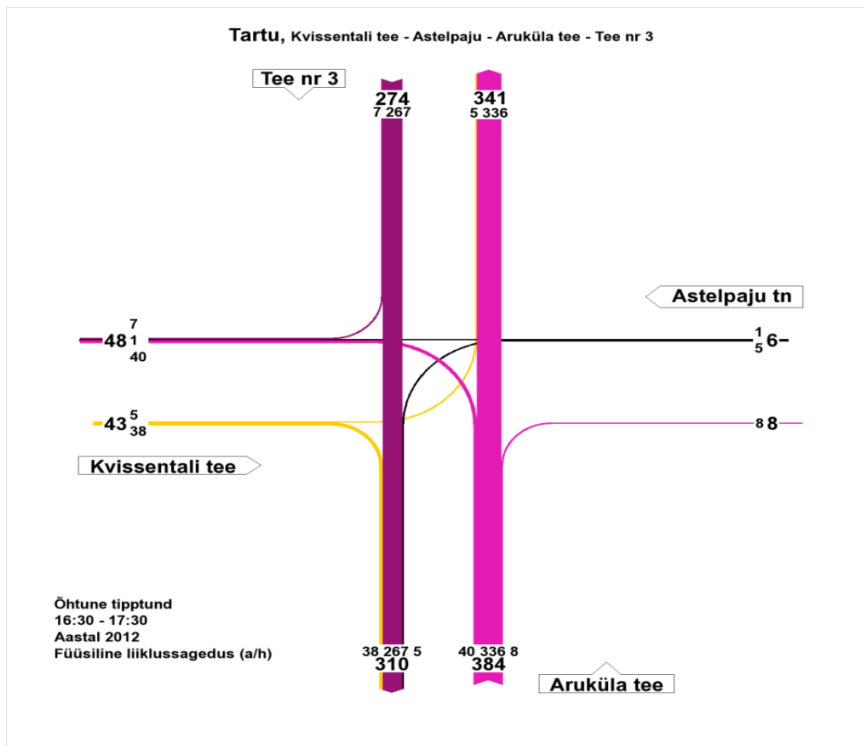 Tartu, Kvissentali tee - Astelpaju - Aruküla tee - Tee nr 3
Tee nr 3
274
7 267
341
5 336
Astelpaju tn
7
48 1
40
1
5 6
5
43 38
8 8
Kvissentali tee
Õhtune tipptund
16:30 - 17:30
Aastal 2012
Füüsiline liiklussagedus (a/h)
38 267 5
310
40 336 8
384
Aruküla tee